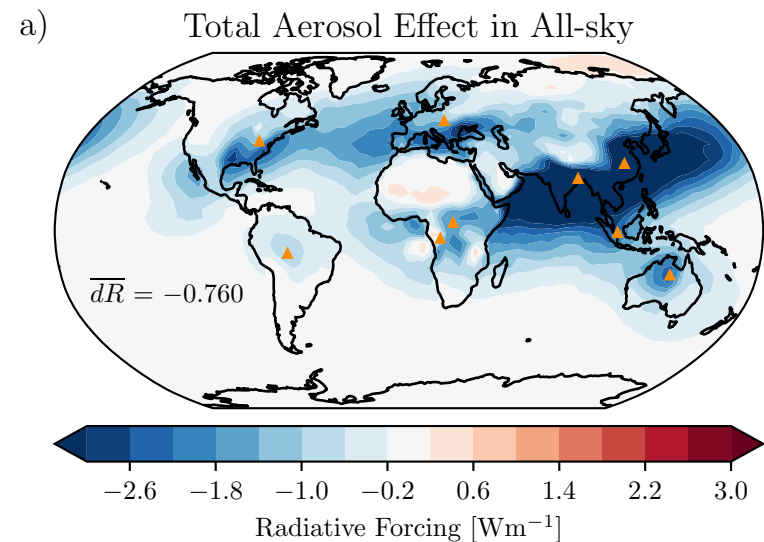 a)
Total Aerosol Effect in All-sky
$\overline{dR} = -0.760$
−2.6 −1.8 −1.0 −0.2 0.6 1.4 2.2 3.0
Radiative Forcing [Wm⁻¹]